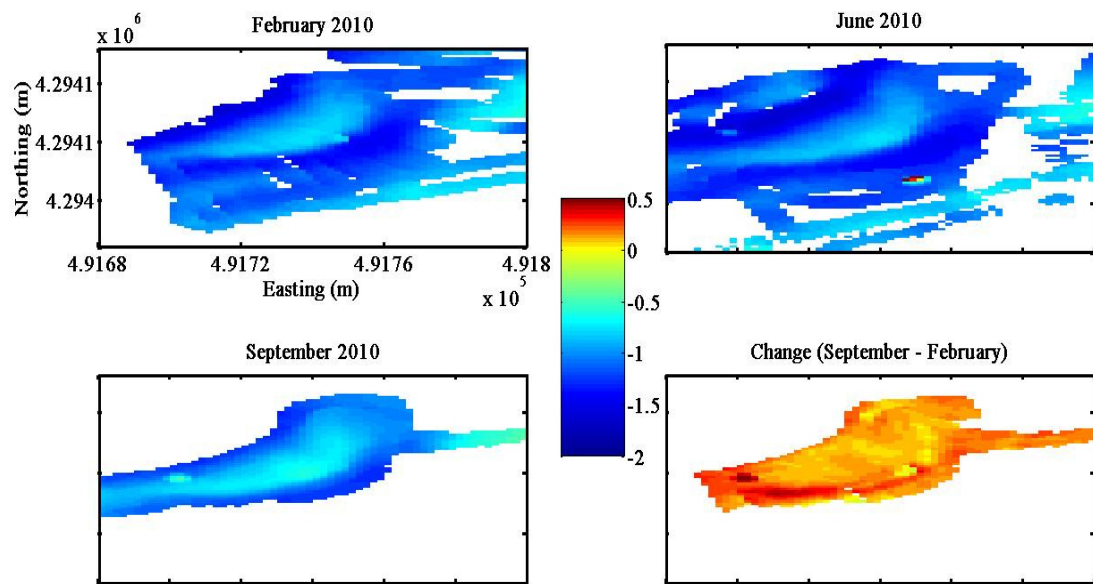 February 2010
x 10^6
Northing (m)
4.2941
4.2941
4.294
4.9168
4.9172
4.9176
4.918
Easting (m)
x 10^5
June 2010
0.5
0
-0.5
-1
-1.5
-2
September 2010
Change (September - February)